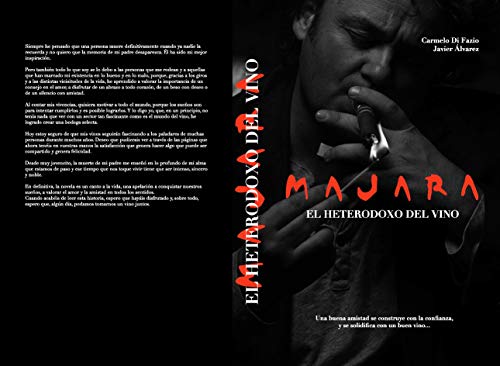 Siempre he pensado que una persona muere definitivamente cuando ya nadie la
recuerda y no quiero que la memoria de mi padre desaparezca. Él ha sido mi mejor
inspiración.
Pero también todo lo que soy se lo debo a las personas que me rodean y a aquellas
que han marcado mi existencia en lo bueno y en lo malo, porque, gracias a los giros
y a las distintas vicisitudes de la vida, he aprendido a valorar la importancia de un
consejo en el amor, a disfrutar de un abrazo a todo corazón, de un beso con deseo o
de un silencio con amistad.
Al contar mis vivencias, quisiera motivar a todo el mundo, porque los sueños son
para intentar cumplirlos y es posible lograrlos. Y lo digo yo, que, en un principio, no
tenía nada que ver con un sector tan fascinante como es el mundo del vino, he
logrado crear una bodega selecta.
Hoy estoy seguro de que mis vinos seguirán fascinando a los paladares de muchas
personas durante muchos años. Deseo que pudierais ver a través de las páginas que
ahora tenéis en vuestras manos la satisfacción que genera hacer algo que puede ser
compartido y genera felicidad.
Desde muy jovencito, la muerte de mi padre me enseñó en lo profundo de mi alma
que estamos de paso y ese tiempo que nos toque vivir tiene que ser intenso, sincero
y noble.
En definitiva, la novela es un canto a la vida, una apelación a conquistar nuestros
sueños, a valorar el amor y la amistad en todos los sentidos.
Cuando acabéis de leer esta historia, espero que hayáis disfrutado y, sobre todo,
espero que, algún día, podamos tomarnos un vino juntos.
MAJARA
EL HETERODOXO DEL VINO
Carmelo Di Fazio
Javier Álvarez
MAJARA
EL HETERODOXO DEL VINO
Una buena amistad se construye con la confianza,
y se solidifica con un buen vino...